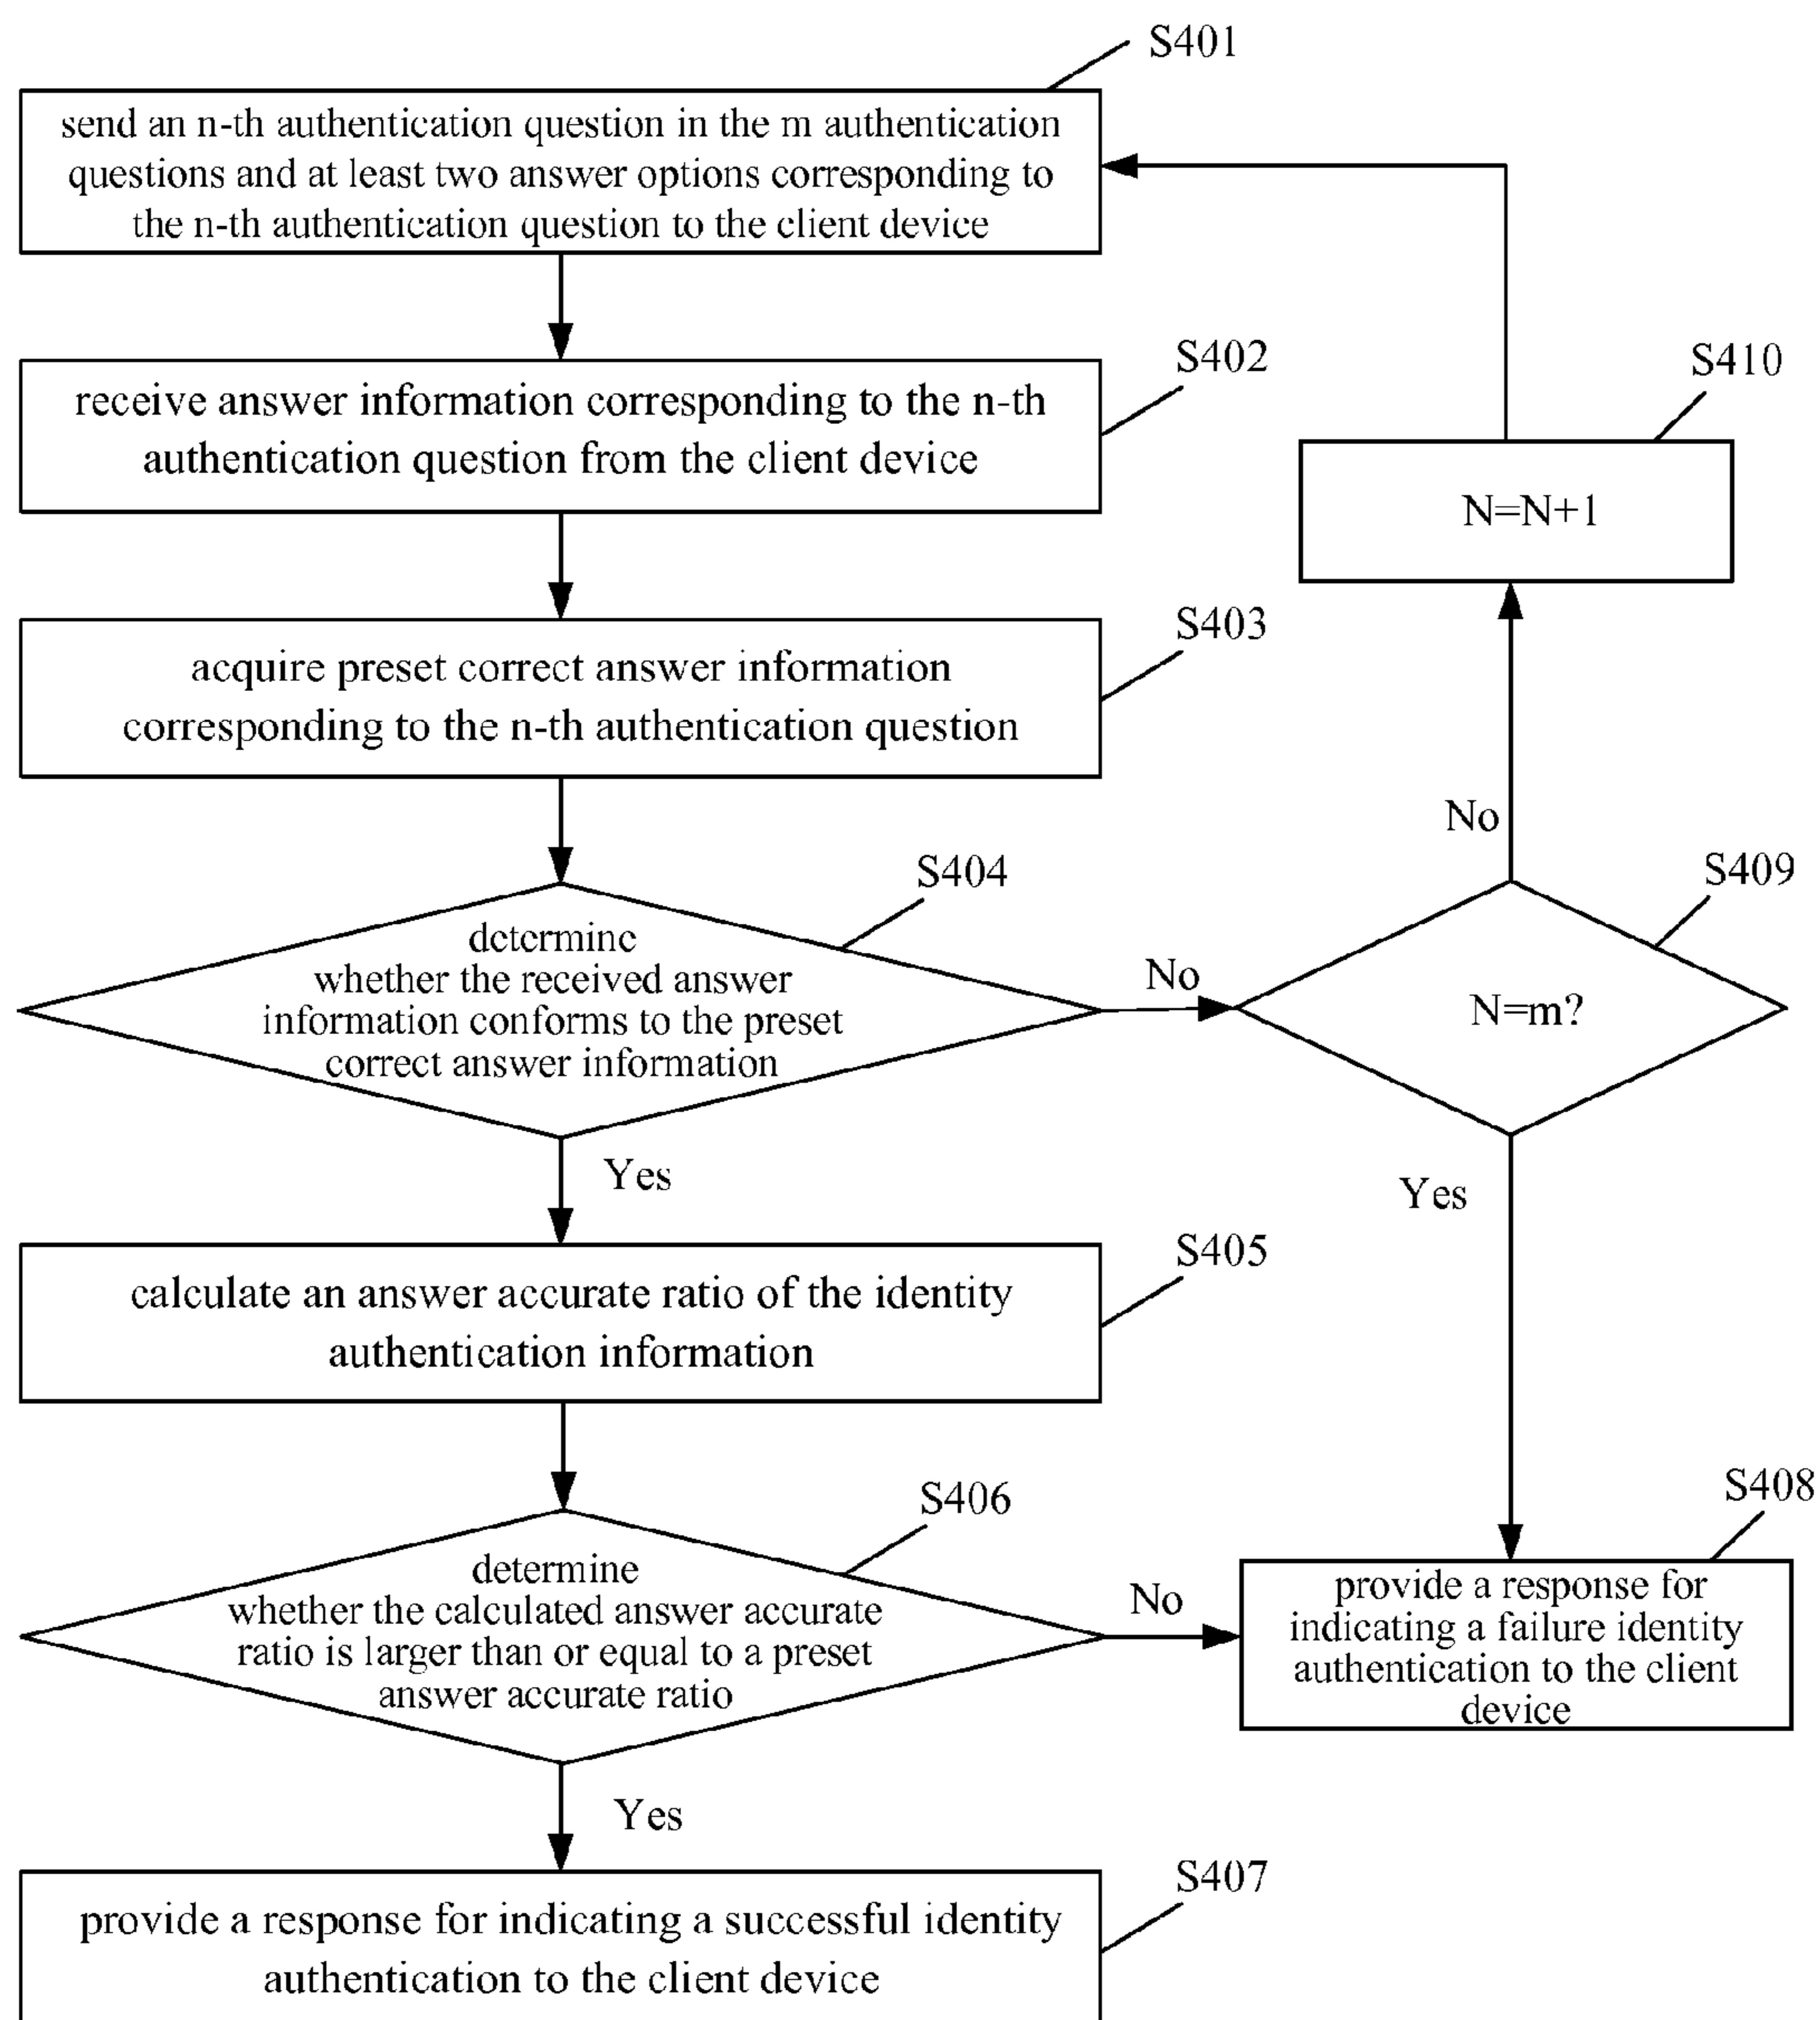 S401
send an n-th authentication question in the m authentication
questions and at least two answer options corresponding to
the n-th authentication question to the client device
S402
receive answer information corresponding to the n-th
authentication question from the client device
S410
N=N+1
S403
acquire preset correct answer information
corresponding to the n-th authentication question
No
S404
determine
whether the received answer
information conforms to the preset
correct answer information
No
S409
N=m?
Yes
Yes
S405
calculate an answer accurate ratio of the identity
authentication information
S406
determine
whether the calculated answer accurate
ratio is larger than or equal to a preset
answer accurate ratio
No
S408
provide a response for
indicating a failure identity
authentication to the client
device
Yes
S407
provide a response for indicating a successful identity
authentication to the client device